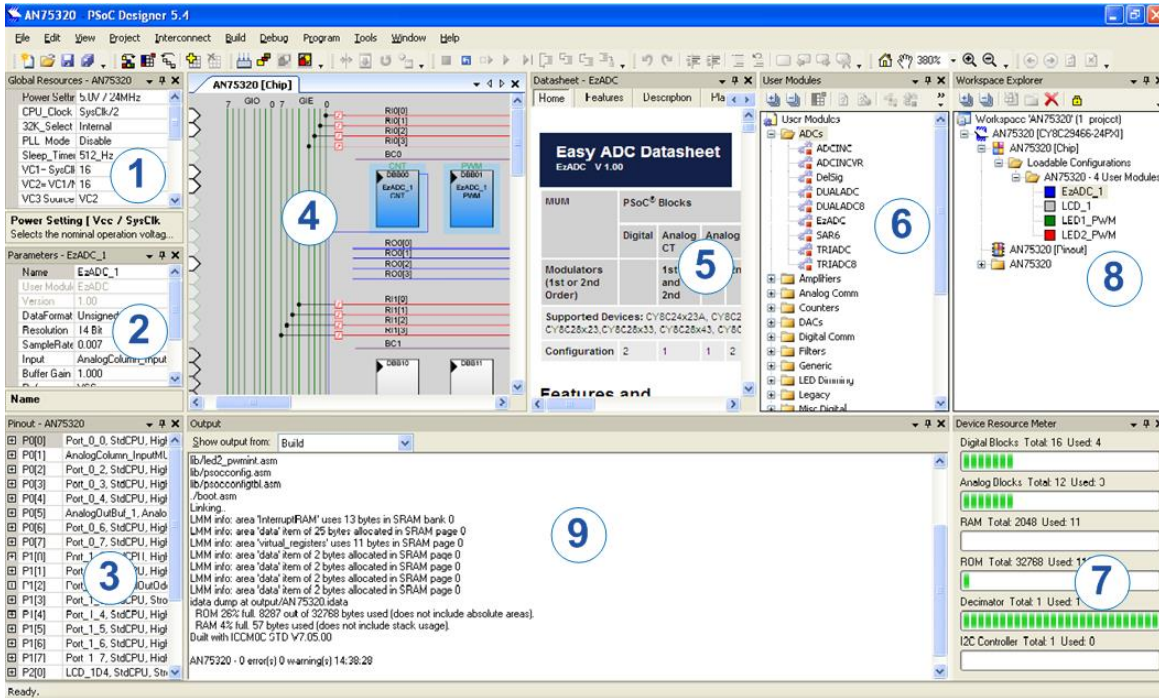 AN75320 - PSoC Designer 5.4
File Edit View Project Interconnect Build Debug Program Tools Window Help
380%
Global Resources - AN75320
Power Settir 5.0V / 24MHz
CPU_Clock SysClk/2
32K_Select Internal
PLL_Mode Disable
Sleep_Timer 512_Hz
VC1= SysCl 16
VC2= VC1/N 16
VC3 Source VC2
1
Power Setting [ Vcc / SysClk
Selects the nominal operation voltag...
Parameters - EzADC_1
Name EzADC_1
User Module EzADC
Version 1.00
DataFormat Unsigned
Resolution 14 Bit
SampleRate 0.007
Input AnalogColumn_Input
Buffer Gain 1.000
VSS
2
Name
Pinout - AN75320
P0[0] Port_0_0, StdCPU, High
P0[1] AnalogColumn_InputMU
P0[2] Port_0_2, StdCPU, High
P0[3] Port_0_3, StdCPU, High
P0[4] Port_0_4, StdCPU, High
P0[5] AnalogOutBuf_1, Analo
P0[6] Port_0_6, StdCPU, High
P0[7] Port_0_7, StdCPU, High
P1[0]
P1[1] StdCPU, High
P1[2]
P1[3] Port_1_3, StdCPU, Stro
P1[4] Port_1_4, StdCPU, High
P1[5] Port_1_5, StdCPU, High
P1[6] Port_1_6, StdCPU, High
P1[7] Port_1_7, StdCPU, High
P2[0] LCD_1D4, StdCPU, Stro
3
Ready.
AN75320 [Chip]
7 GIO 0 7 GIE 0
RI0[0]
RI0[1]
RI0[2]
RI0[3]
BC0
CNT
DBB00
EzADC_1
CNT
PWM
DBB01
EzADC_1
PWM
4
RO0[0]
RO0[1]
RO0[2]
RO0[3]
RI1[0]
RI1[1]
RI1[2]
RI1[3]
BC1
DBB10
DBB11
Datasheet - EzADC
Home Features Description Pla
Easy ADC Datasheet
EzADC V 1.00
MUM PSoC® Blocks
Digital Analog CT Analog
Modulators (1st or 2nd Order) 1st and 2nd
5
Supported Devices: CY8C24x23A, CY8C2
CY8C28x23,CY8C28x33, CY8C28x43, CY8C
Configuration 2 1 1 2
Features and
User Modules
User Modules
ADCs
ADCINC
ADCINCVR
DelSig
DUALADC
DUALADC8
EzADC
SAR6
TRIADC
TRIADC8
Amplifiers
Analog Comm
Counters
DACs
Digital Comm
Filters
Generic
LED Dimming
Legacy
Misc Digital
6
Workspace Explorer
Workspace 'AN75320' (1 project)
AN75320 [CY8C29466-24PXI]
AN75320 [Chip]
Loadable Configurations
AN75320 - 4 User Modules
EzADC_1
LCD_1
LED1_PWM
LED2_PWM
AN75320 [Pinout]
AN75320
8
Output
Show output from: Build
lib/led2_pwmint.asm
lib/psocconfig.asm
lib/psocconfigtbl.asm
./boot.asm
Linking..
LMM info: area 'InterruptRAM' uses 13 bytes in SRAM bank 0
LMM info: area 'data' item of 25 bytes allocated in SRAM page 0
LMM info: area 'virtual_registers' uses 11 bytes in SRAM page 0
LMM info: area 'data' item of 2 bytes allocated in SRAM page 0
LMM info: area 'data' item of 2 bytes allocated in SRAM page 0
LMM info: area 'data' item of 2 bytes allocated in SRAM page 0
LMM info: area 'data' item of 2 bytes allocated in SRAM page 0
idata dump at output/AN75320.idata
ROM 26% full. 8287 out of 32768 bytes used (does not include absolute areas).
RAM 4% full. 57 bytes used (does not include stack usage).
Built with ICCM8C STD V7.05.00
AN75320 - 0 error(s) 0 warning(s) 14:38:28
9
Device Resource Meter
Digital Blocks Total: 16 Used: 4
Analog Blocks Total: 12 Used: 3
RAM Total: 2048 Used: 11
ROM Total: 32768 Used:
Decimator Total: 1 Used: 1
I2C Controller Total: 1 Used: 0
7